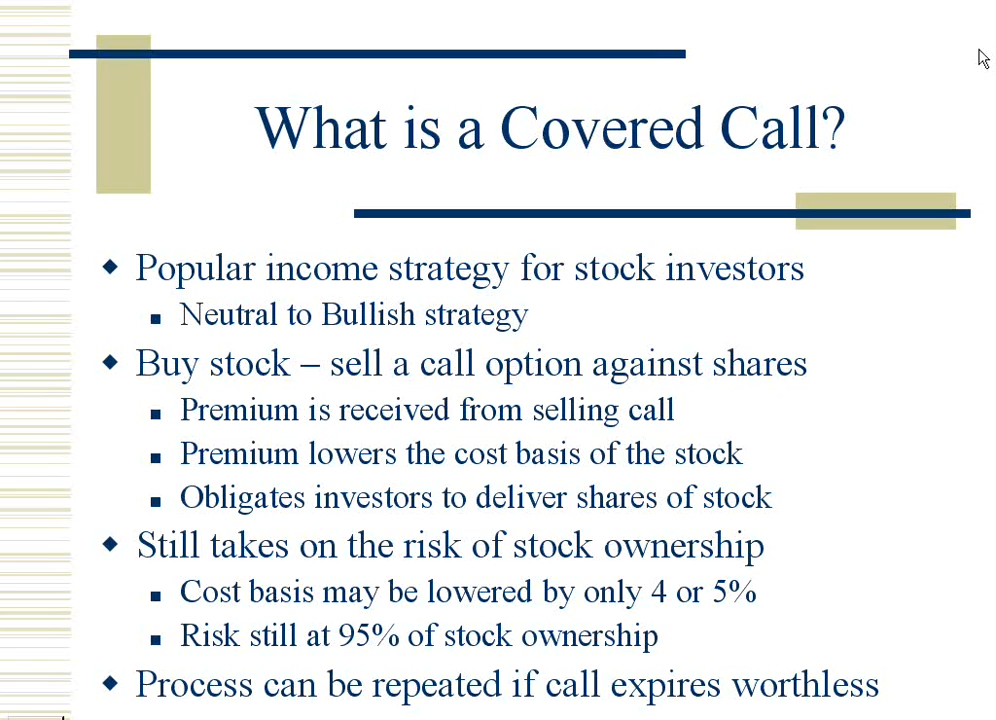 What is a Covered Call?
Popular income strategy for stock investors
Neutral to Bullish strategy
Buy stock – sell a call option against shares
Premium is received from selling call
Premium lowers the cost basis of the stock
Obligates investors to deliver shares of stock
Still takes on the risk of stock ownership
Cost basis may be lowered by only 4 or 5%
Risk still at 95% of stock ownership
Process can be repeated if call expires worthless